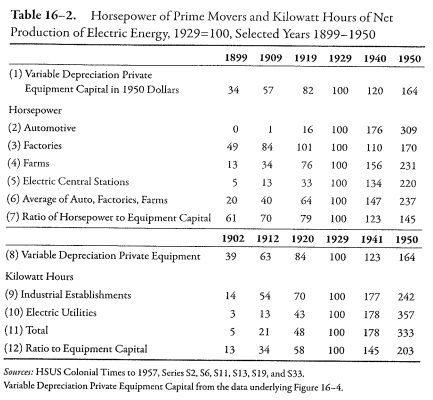 Table 16–2. Horsepower of Prime Movers and Kilowatt Hours of Net
Production of Electric Energy, 1929=100, Selected Years 1899–1950
1899 1909 1919 1929 1940 1950
(1) Variable Depreciation Private
Equipment Capital in 1950 Dollars 34 57 82 100 120 164
Horsepower
(2) Automotive 0 1 16 100 176 309
(3) Factories 49 84 101 100 110 170
(4) Farms 13 34 76 100 156 231
(5) Electric Central Stations 5 13 33 100 134 220
(6) Average of Auto, Factories, Farms 20 40 64 100 147 237
(7) Ratio of Horsepower to Equipment Capital 61 70 79 100 123 145
1902 1912 1920 1929 1941 1950
(8) Variable Depreciation Private Equipment 39 63 84 100 123 164
Kilowatt Hours
(9) Industrial Establishments 14 54 70 100 177 242
(10) Electric Utilities 3 13 43 100 178 357
(11) Total 5 21 48 100 178 333
(12) Ratio to Equipment Capital 13 34 58 100 145 203
Sources: HSUS Colonial Times to 1957, Series S2, S6, S11, S13, S19, and S33.
Variable Depreciation Private Equipment Capital from the data underlying Figure 16–4.